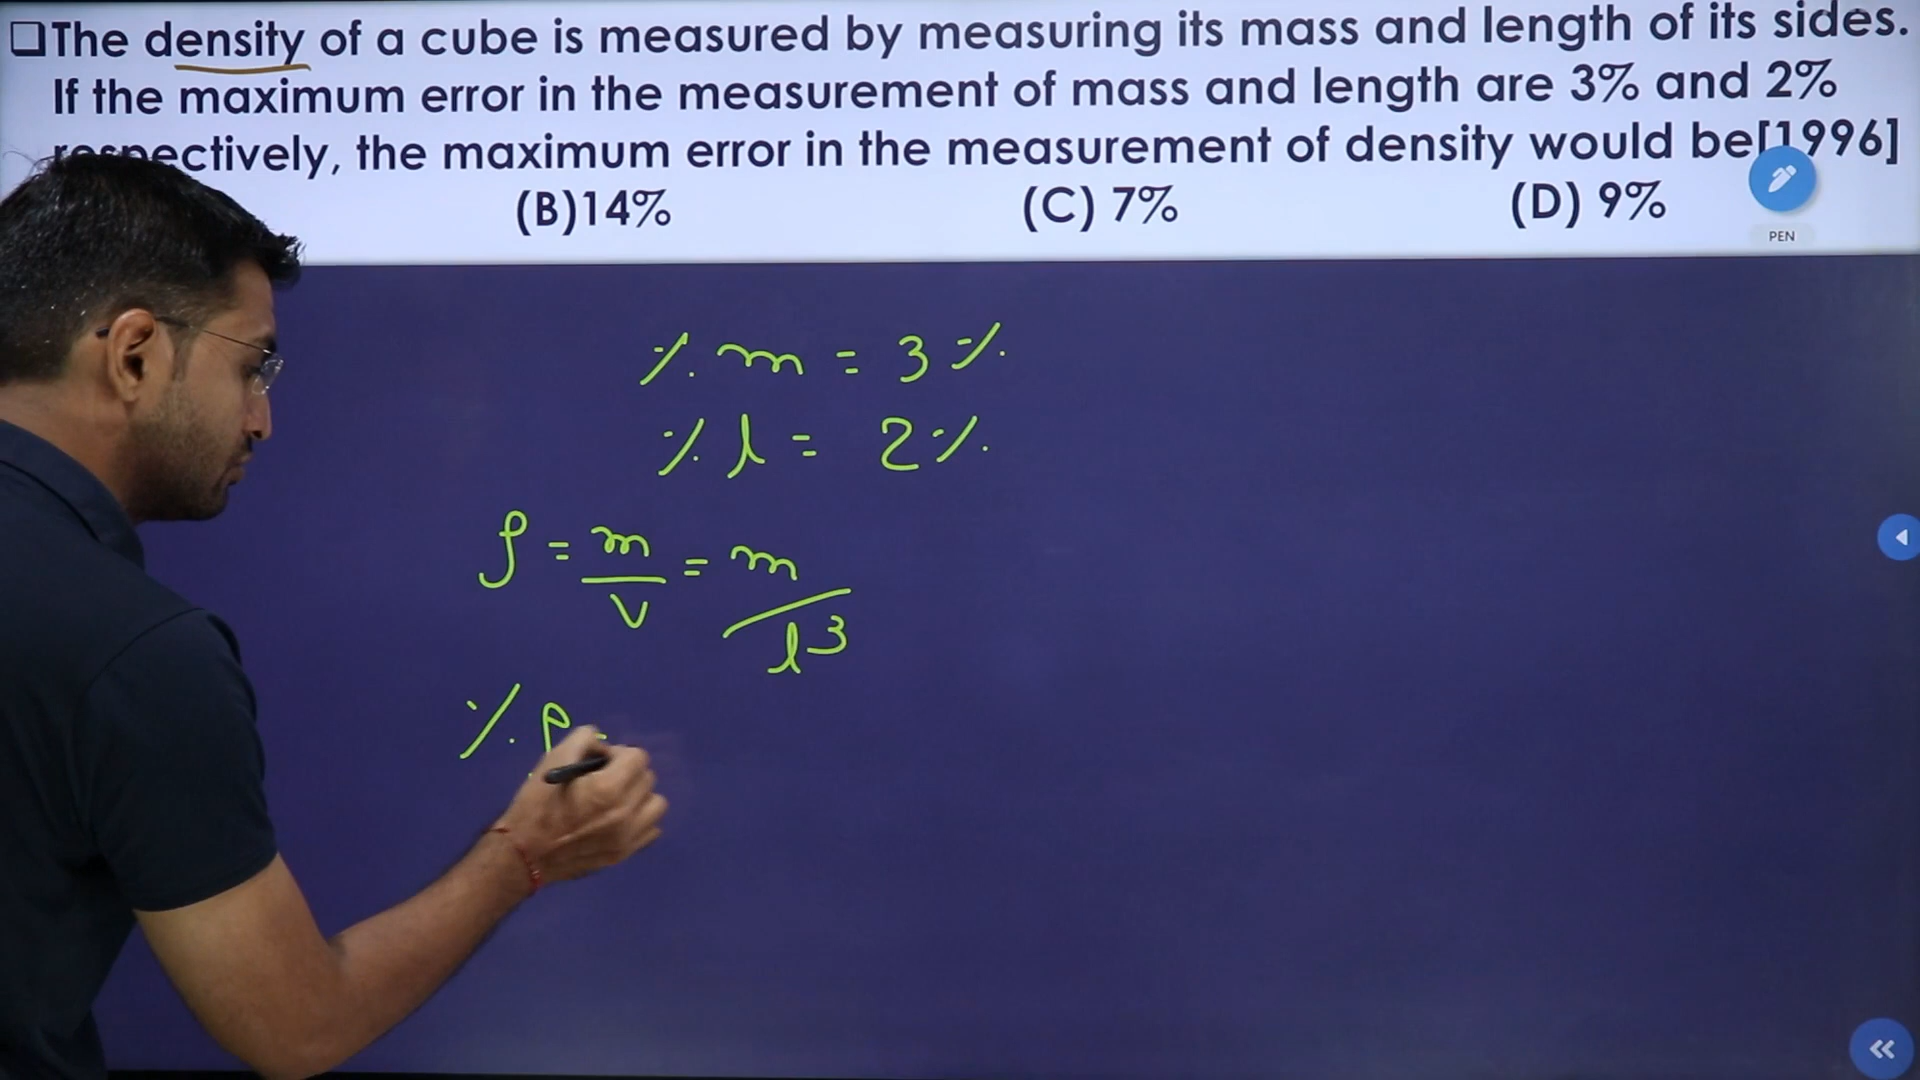 ❑The density of a cube is measured by measuring its mass and length of its sides.
If the maximum error in the measurement of mass and length are 3% and 2%
respectively, the maximum error in the measurement of density would be[1996]
(B)14% (C) 7% (D) 9%
PEN
% m = 3 %
% l = 2 %
ρ = m/V = m/l³
% ρ =